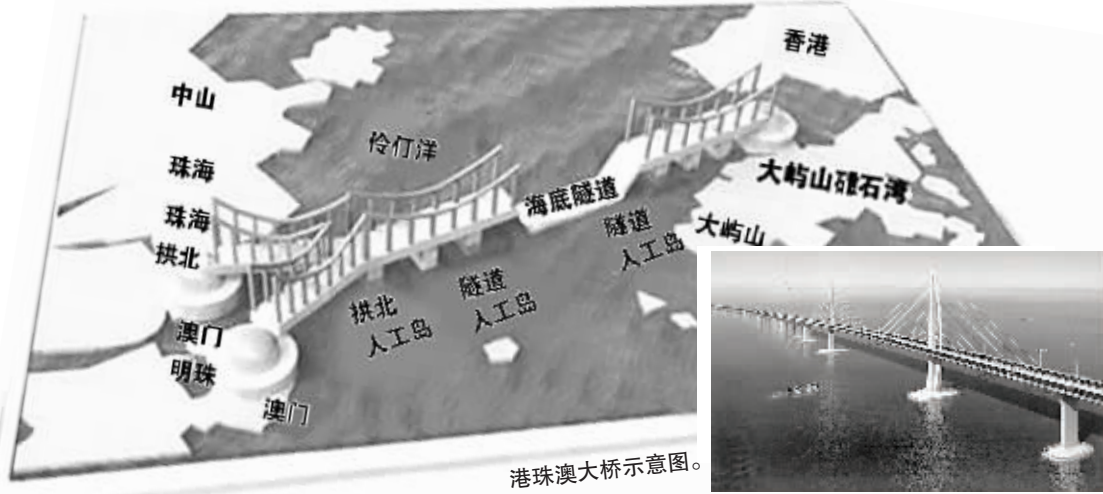 香港
中山
伶仃洋
珠海
大屿山䃟石湾
海底隧道
珠海
拱北
隧道
人工岛
大屿山
隧道
人工岛
拱北
人工岛
澳门
明珠
澳门
港珠澳大桥示意图。